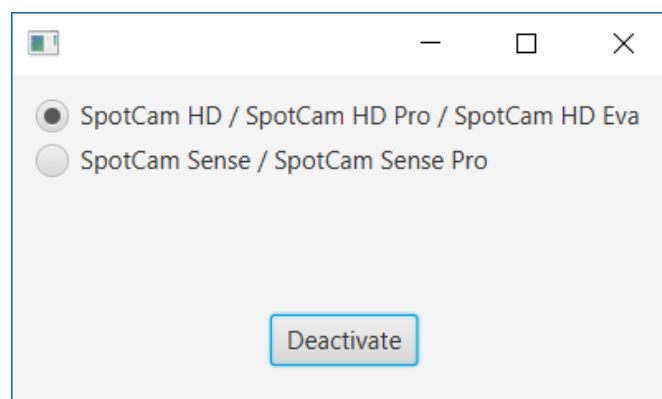 SpotCam HD / SpotCam HD Pro / SpotCam HD Eva
SpotCam Sense / SpotCam Sense Pro
Deactivate